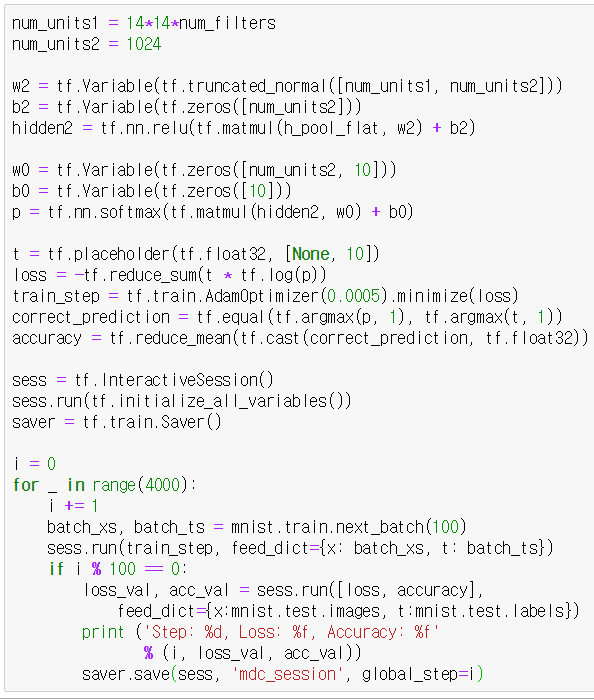 num_units1 = 14*14*num_filters
num_units2 = 1024

w2 = tf.Variable(tf.truncated_normal([num_units1, num_units2]))
b2 = tf.Variable(tf.zeros([num_units2]))
hidden2 = tf.nn.relu(tf.matmul(h_pool_flat, w2) + b2)

w0 = tf.Variable(tf.zeros([num_units2, 10]))
b0 = tf.Variable(tf.zeros([10]))
p = tf.nn.softmax(tf.matmul(hidden2, w0) + b0)

t = tf.placeholder(tf.float32, [None, 10])
loss = -tf.reduce_sum(t * tf.log(p))
train_step = tf.train.AdamOptimizer(0.0005).minimize(loss)
correct_prediction = tf.equal(tf.argmax(p, 1), tf.argmax(t, 1))
accuracy = tf.reduce_mean(tf.cast(correct_prediction, tf.float32))

sess = tf.InteractiveSession()
sess.run(tf.initialize_all_variables())
saver = tf.train.Saver()

i = 0
for _ in range(4000):
    i += 1
    batch_xs, batch_ts = mnist.train.next_batch(100)
    sess.run(train_step, feed_dict={x: batch_xs, t: batch_ts})
    if i % 100 == 0:
        loss_val, acc_val = sess.run([loss, accuracy],
            feed_dict={x:mnist.test.images, t:mnist.test.labels})
        print ('Step: %d, Loss: %f, Accuracy: %f'
               % (i, loss_val, acc_val))
        saver.save(sess, 'mdc_session', global_step=i)